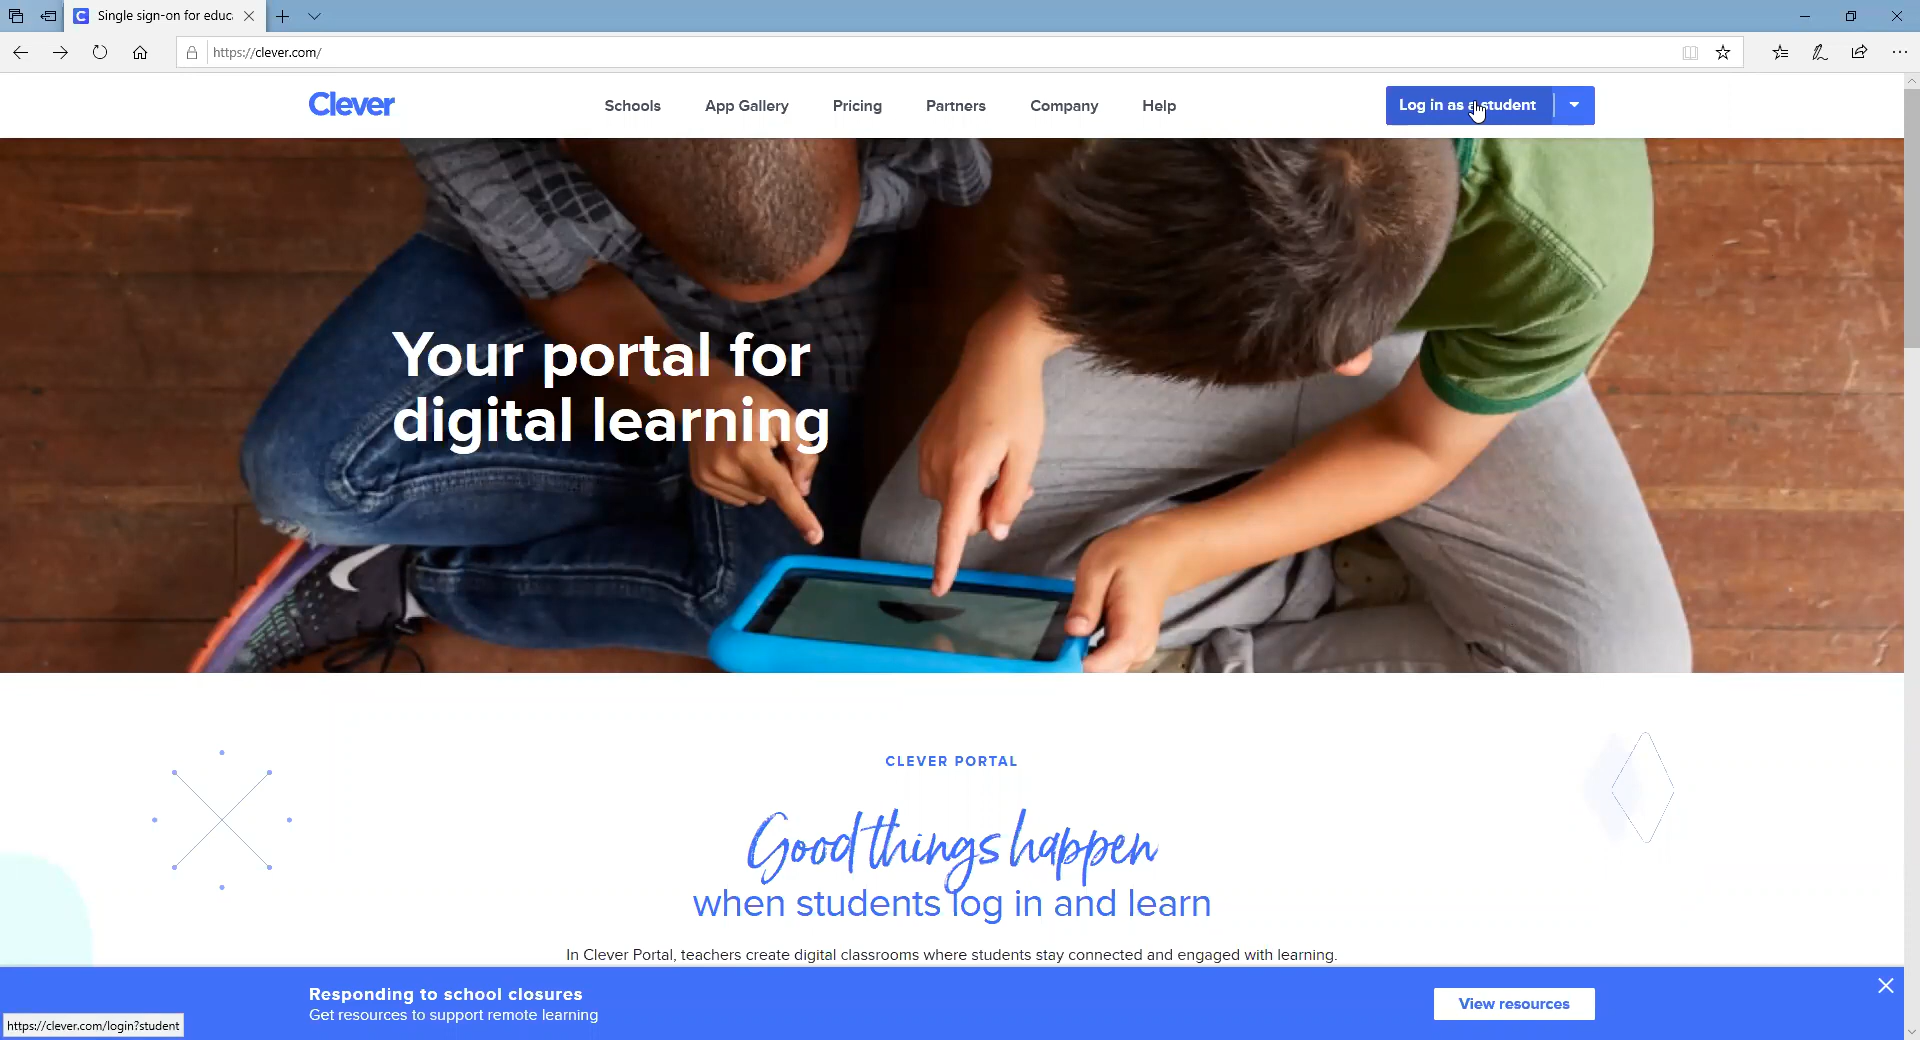 Single sign-on for educ
https://clever.com/
Clever
Schools
App Gallery
Pricing
Partners
Company
Help
Log in as a student
Your portal for
digital learning
CLEVER PORTAL
Good things happen
when students log in and learn
In Clever Portal, teachers create digital classrooms where students stay connected and engaged with learning.
Responding to school closures
Get resources to support remote learning
View resources
https://clever.com/login?student